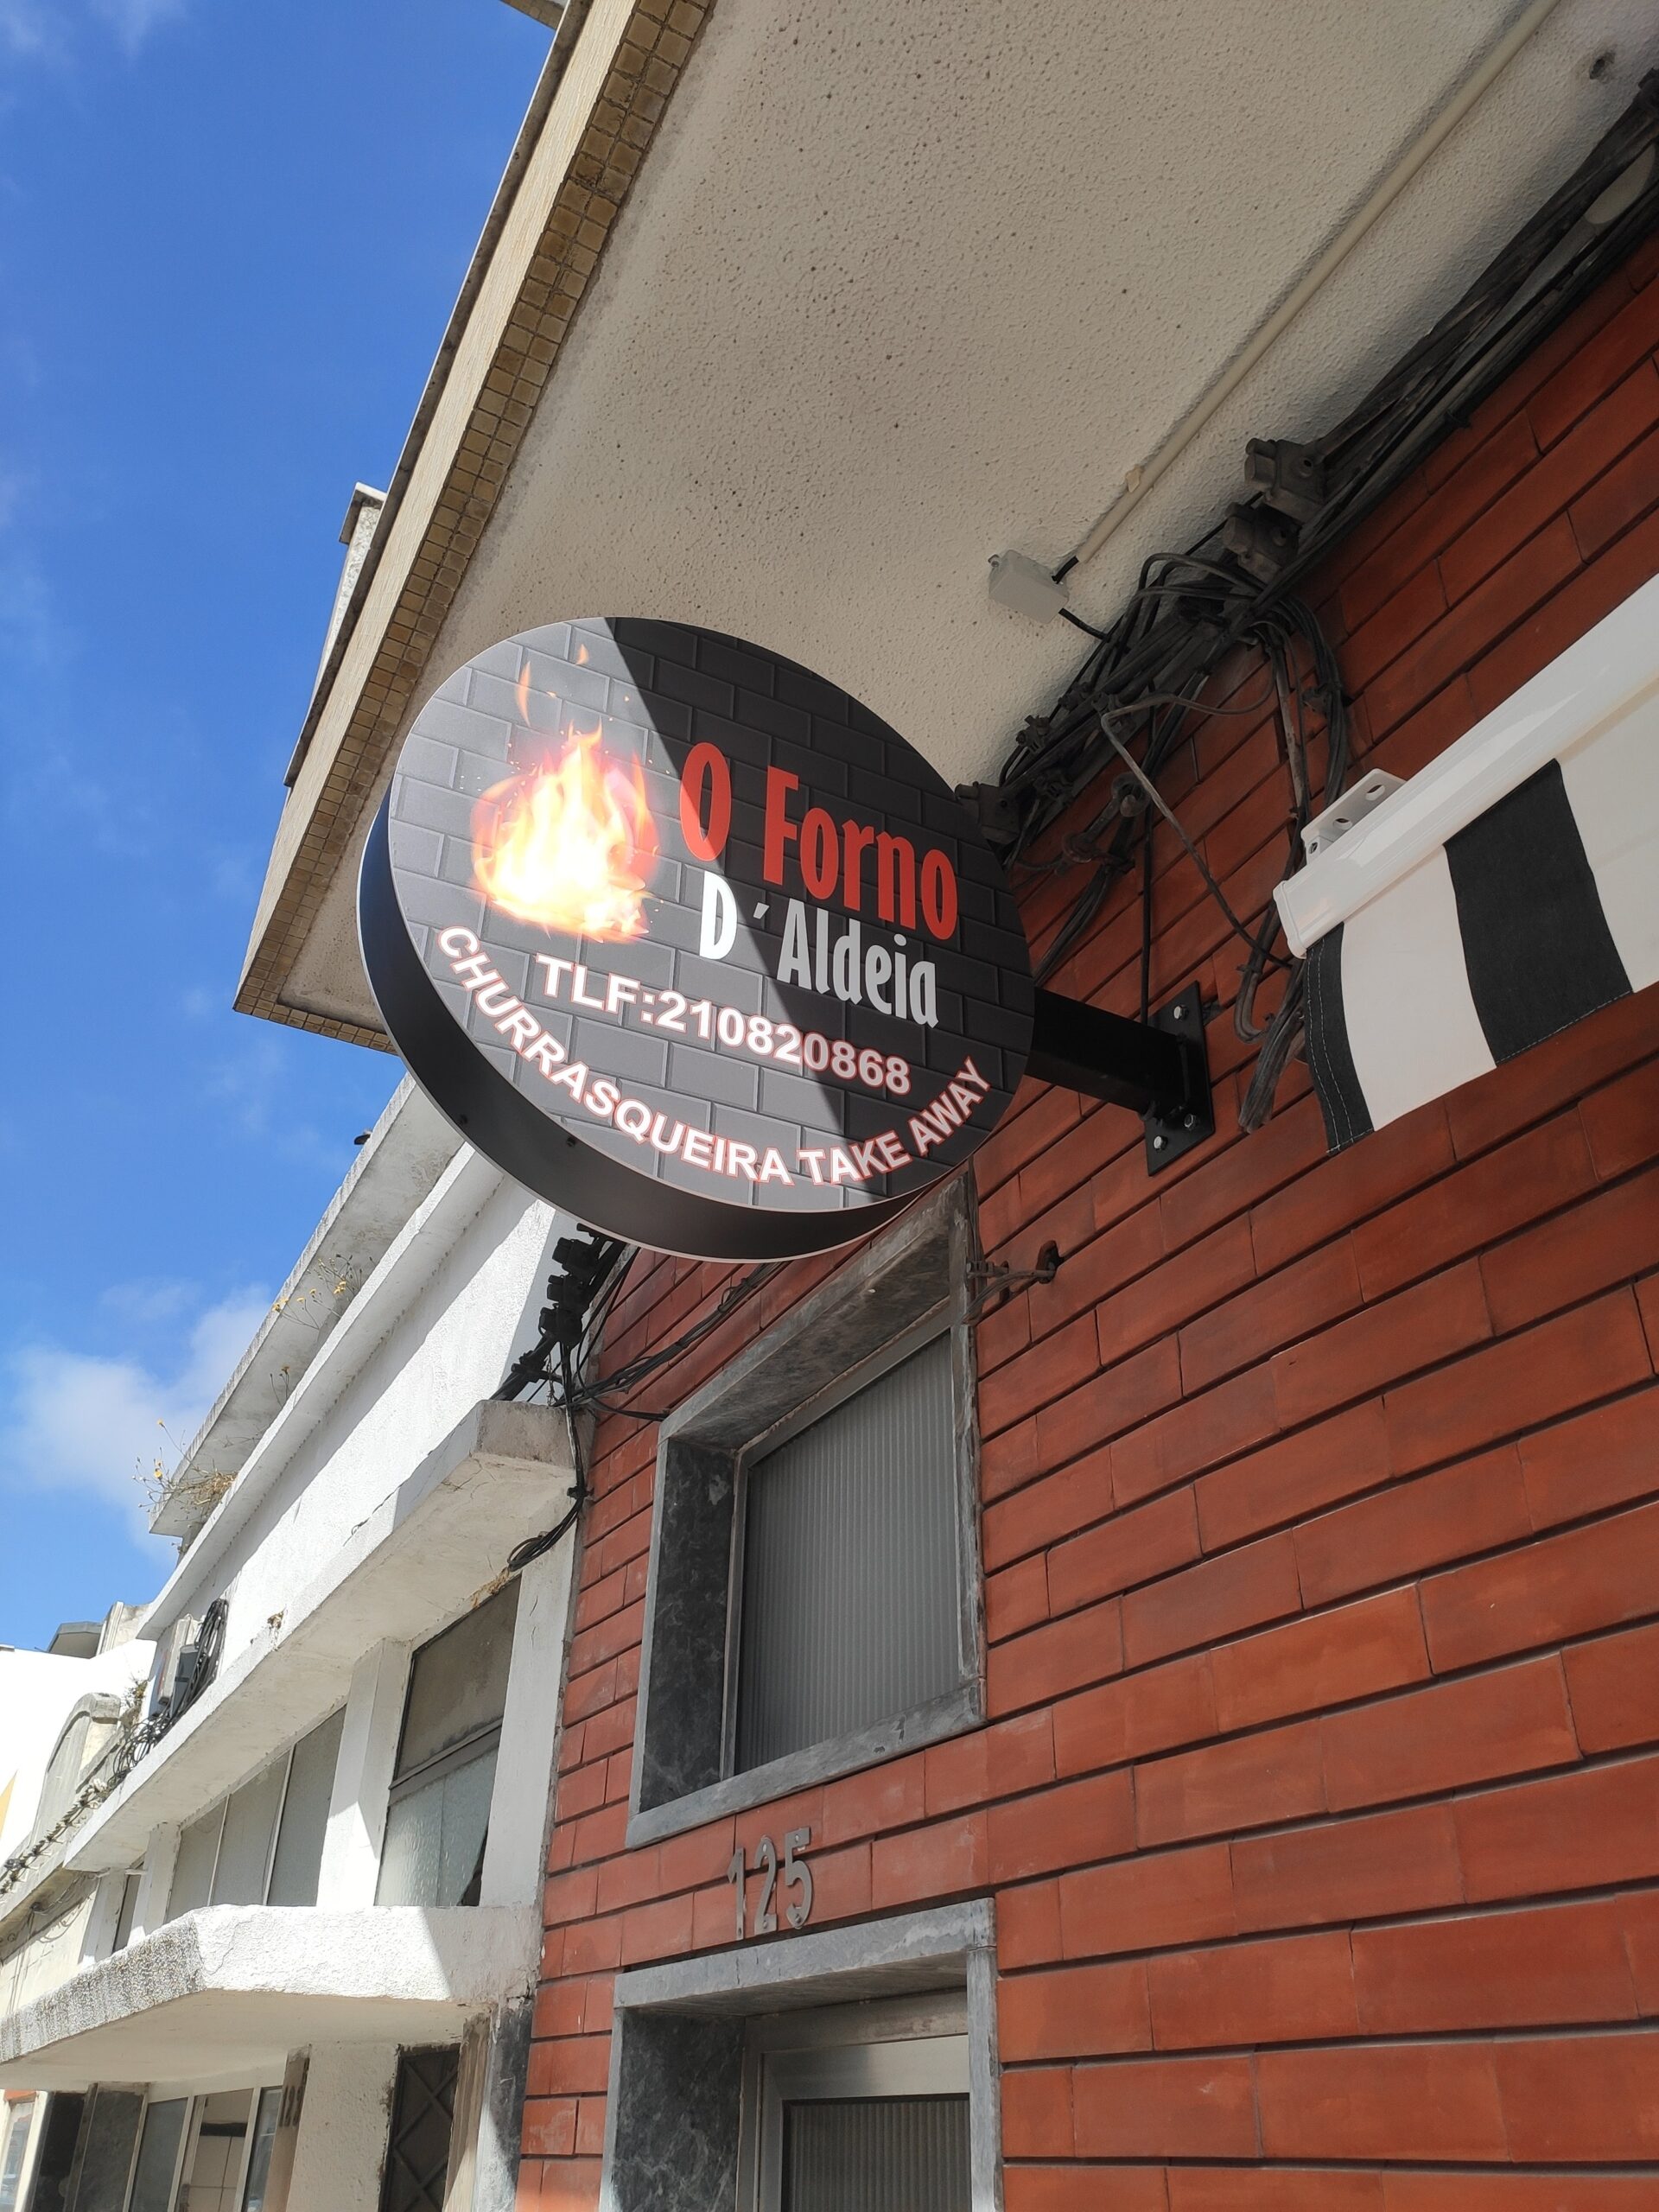 O Forno
D´Aldeia
TLF:210820868
CHURRASQUEIRA TAKE AWAY
125